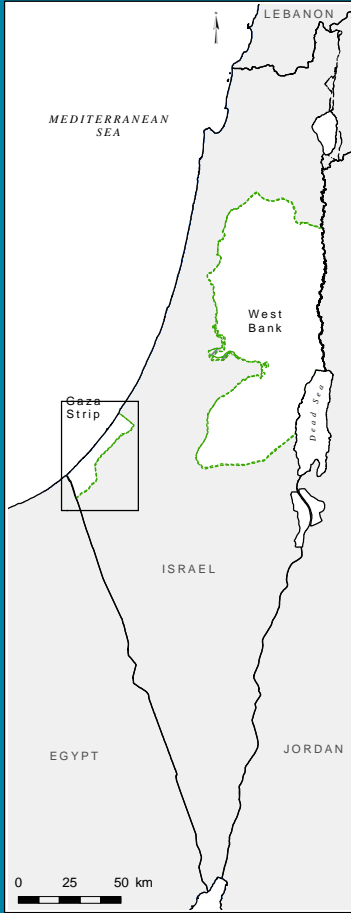 LEBANON
MEDITERRANEAN
SEA
West
Bank
Gaza
Strip
Dead Sea
ISRAEL
EGYPT
JORDAN
0 25 50 km